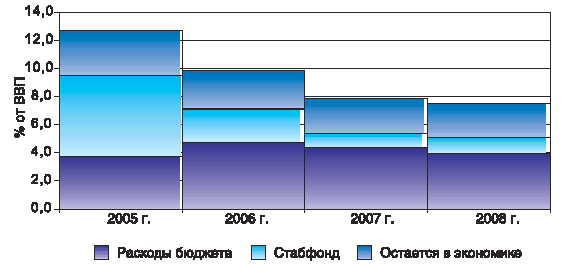 14,0
12,0
10,0
8,0
6,0
4,0
2,0
0,0
% от ВВП
2005 г. 2006 г. 2007 г. 2008 г.
Расходы бюджета Стабфонд Остается в экономике